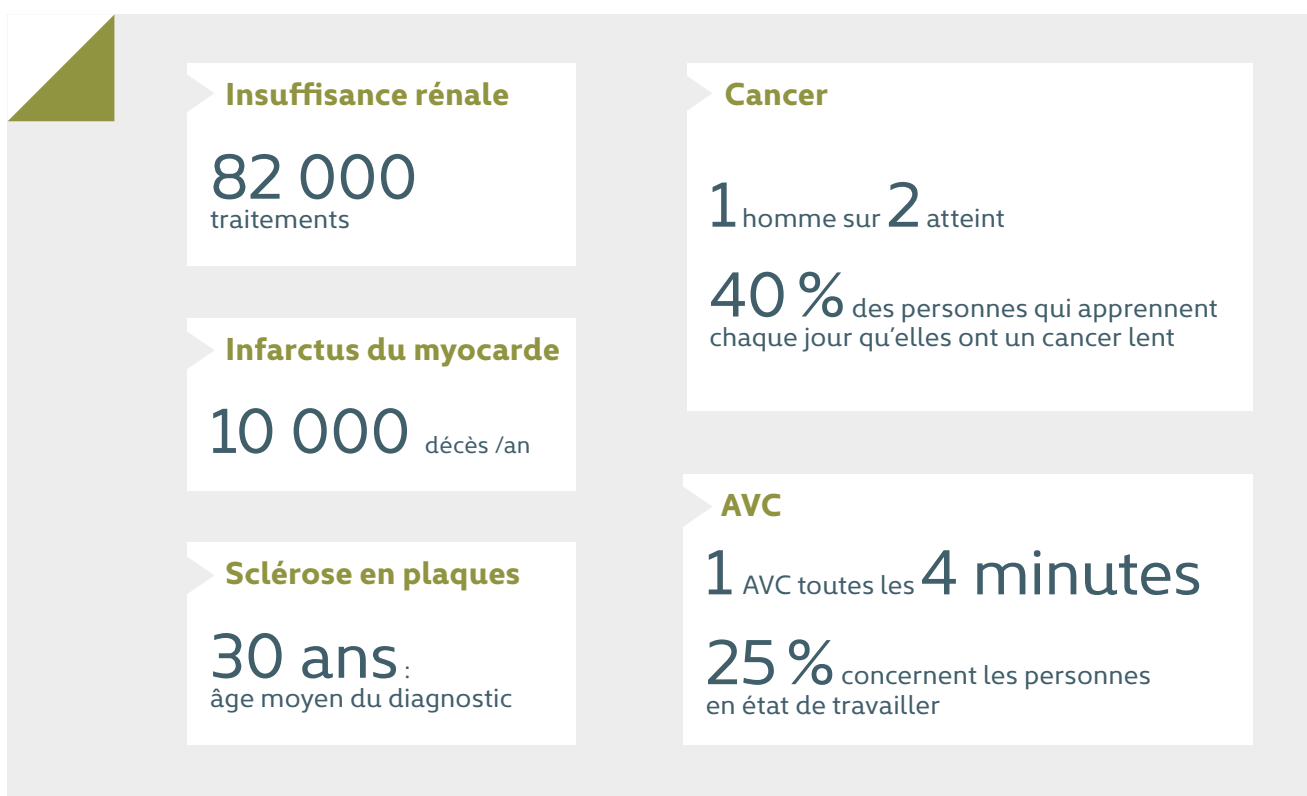 Insuffisance rénale
82 000
traitements
Infarctus du myocarde
10 000 décès /an
Sclérose en plaques
30 ans :
âge moyen du diagnostic
Cancer
1 homme sur 2 atteint
40 % des personnes qui apprennent
chaque jour qu’elles ont un cancer lent
AVC
1 AVC toutes les 4 minutes
25 % concernent les personnes
en état de travailler